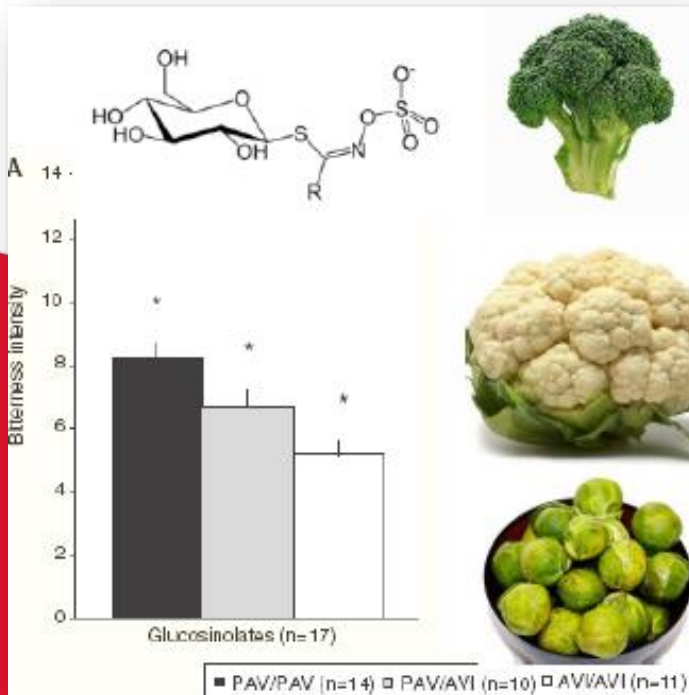 OH
HO
HO
OH
O
S
R
N
O
S
O⁻
O
O
A
14
12
10
8
6
4
2
0
Bitterness intensity
*
*
*
Glucosinolates (n=17)
■ PAV/PAV (n=14) □ PAV/AVI (n=10) □ AVI/AVI (n=11)